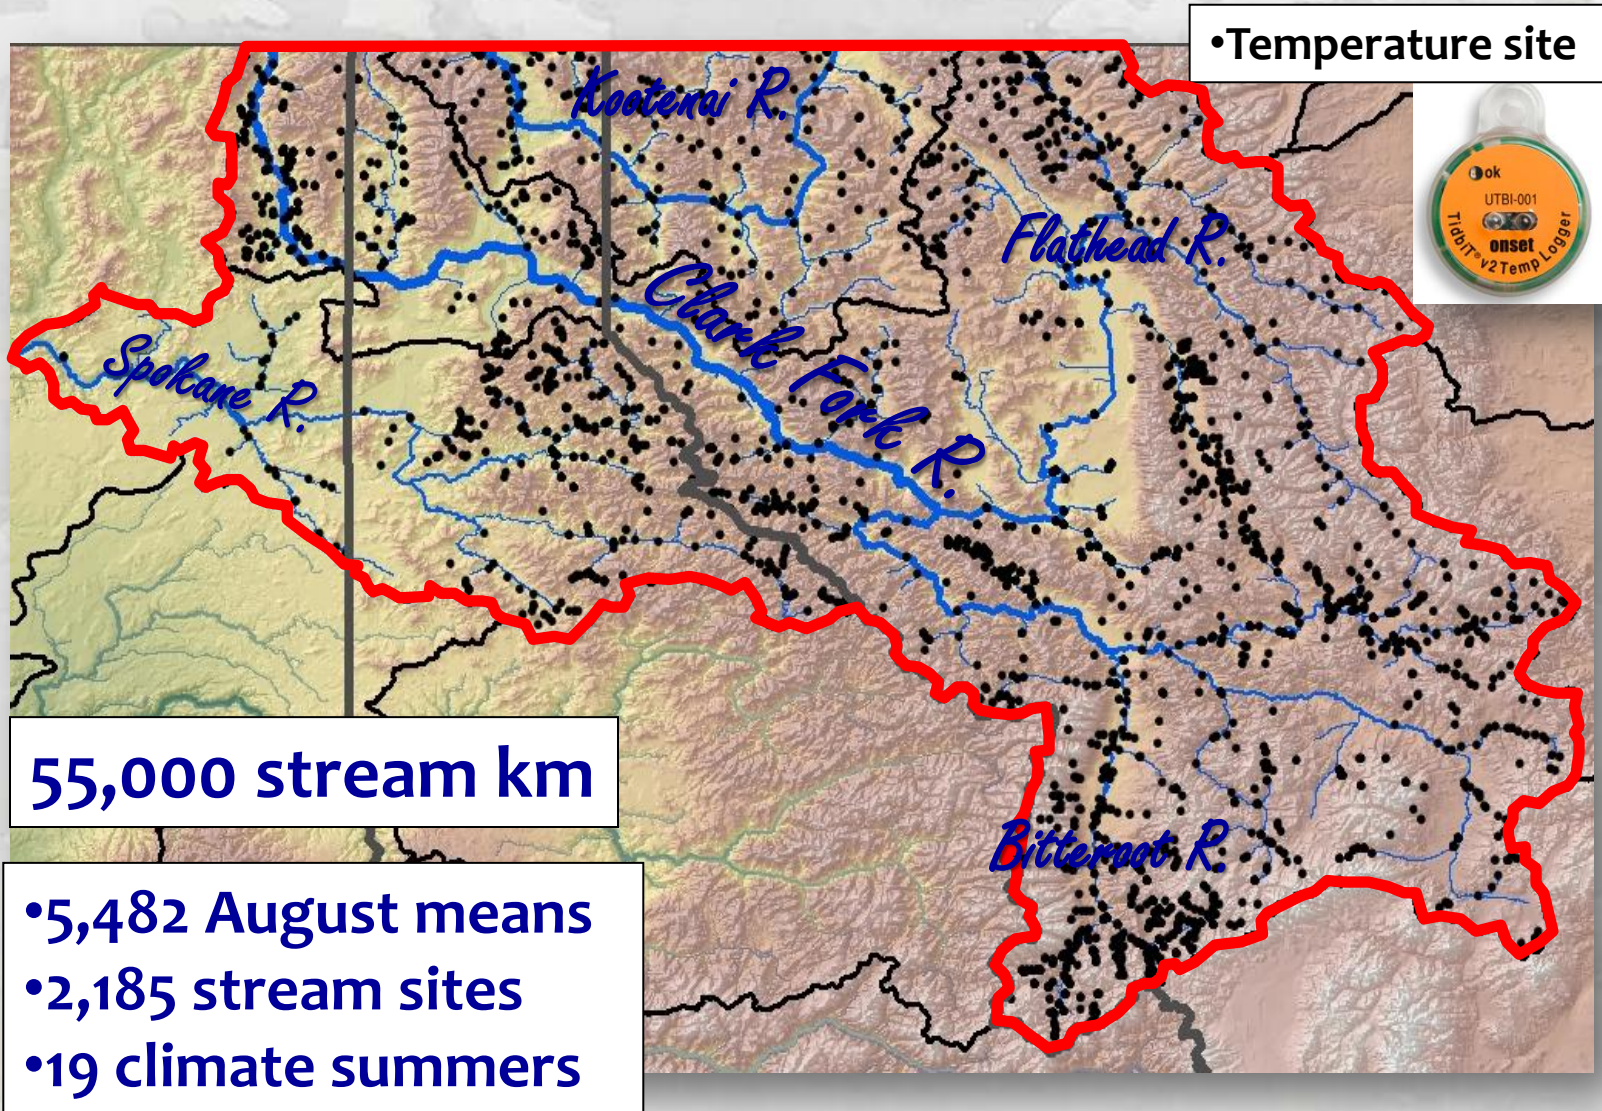 •Temperature site
Kootenai R.
ok
UTBI-001
onset
TidbiT® v2 Temp Logger
Flathead R.
Clark Fork R.
Spokane R.
55,000 stream km
Bitteroot R.
•5,482 August means
•2,185 stream sites
•19 climate summers